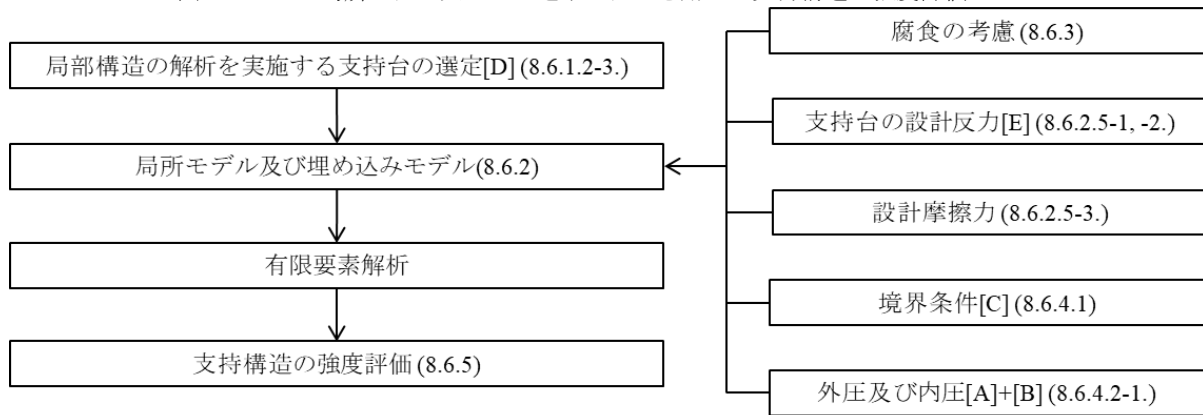 局部構造の解析を実施する支持台の選定[D] (8.6.1.2-3.)
局所モデル及び埋め込みモデル(8.6.2)
有限要素解析
支持構造の強度評価 (8.6.5)
腐食の考慮 (8.6.3)
支持台の設計反力[E] (8.6.2.5-1, -2.)
設計摩擦力 (8.6.2.5-3.)
境界条件[C] (8.6.4.1)
外圧及び内圧[A]+[B] (8.6.4.2-1.)